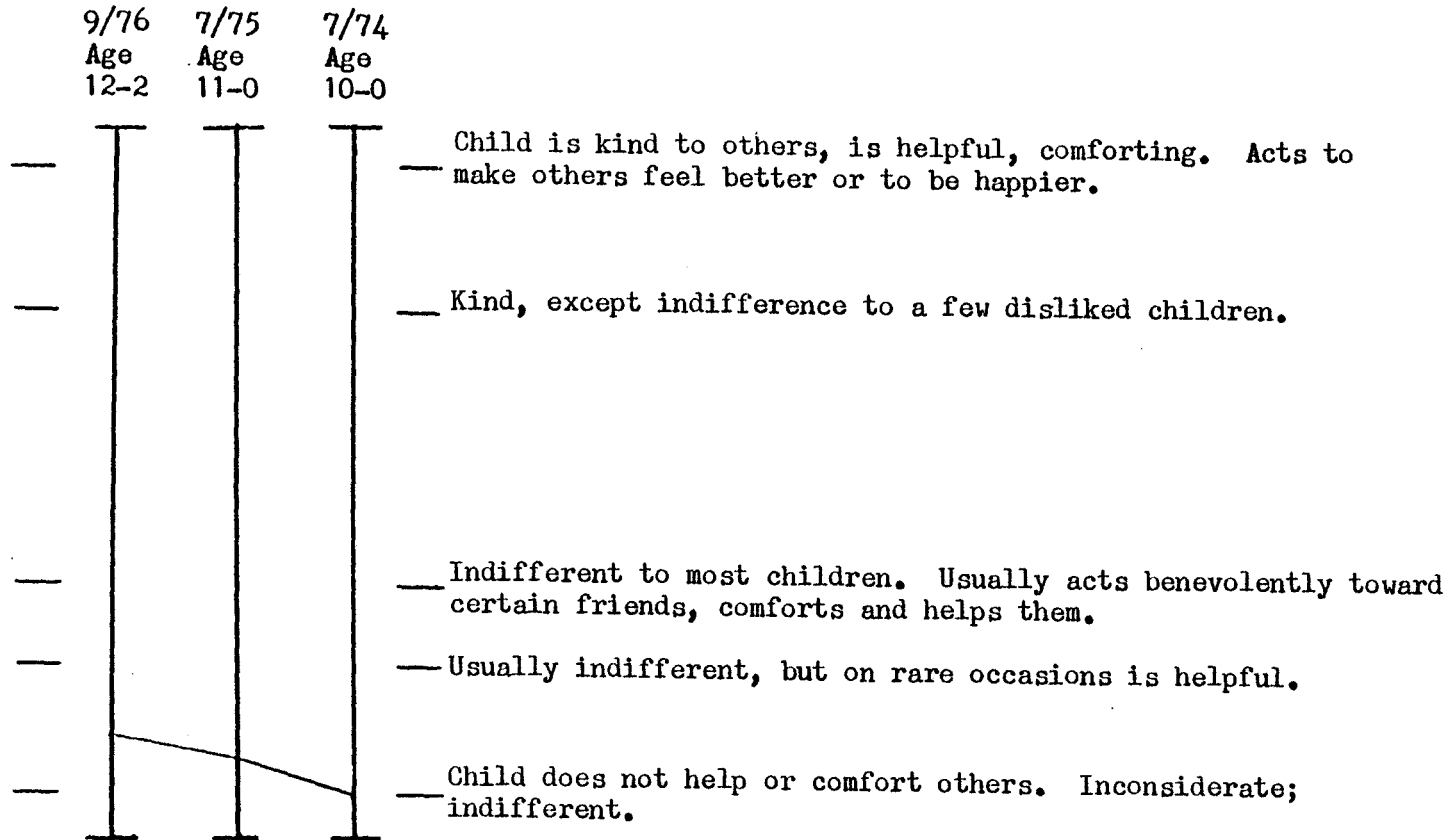 9/76 7/75 7/74
Age Age Age
12-2 11-0 10-0
Child is kind to others, is helpful, comforting. Acts to
make others feel better or to be happier.
Kind, except indifference to a few disliked children.
Indifferent to most children. Usually acts benevolently toward
certain friends, comforts and helps them.
Usually indifferent, but on rare occasions is helpful.
Child does not help or comfort others. Inconsiderate;
indifferent.